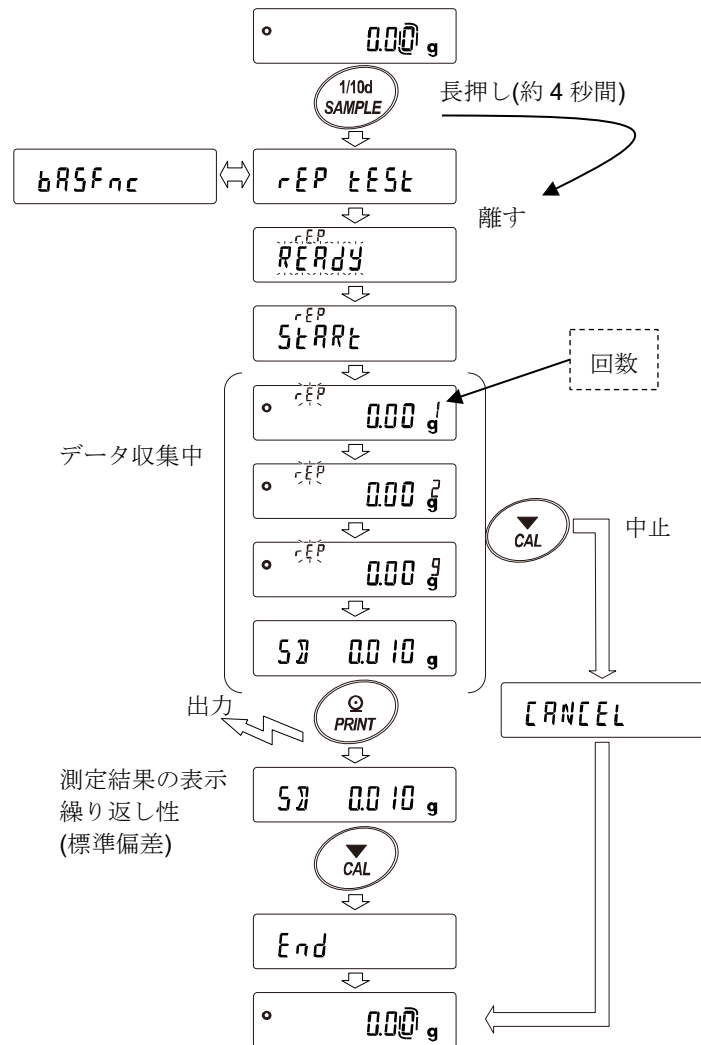 0.00 g
1/10d
SAMPLE
長押し(約 4 秒間)
bASFnc
rEP tESt
離す
rEP
REAdy
rEP
StARt
回数
rEP
0.00 g 1
データ収集中
rEP
0.00 g 2
CAL
中止
rEP
0.00 g
SD 0.010 g
出力
PRINT
CANCEL
測定結果の表示
繰り返し性
(標準偏差)
SD 0.010 g
CAL
End
0.00 g